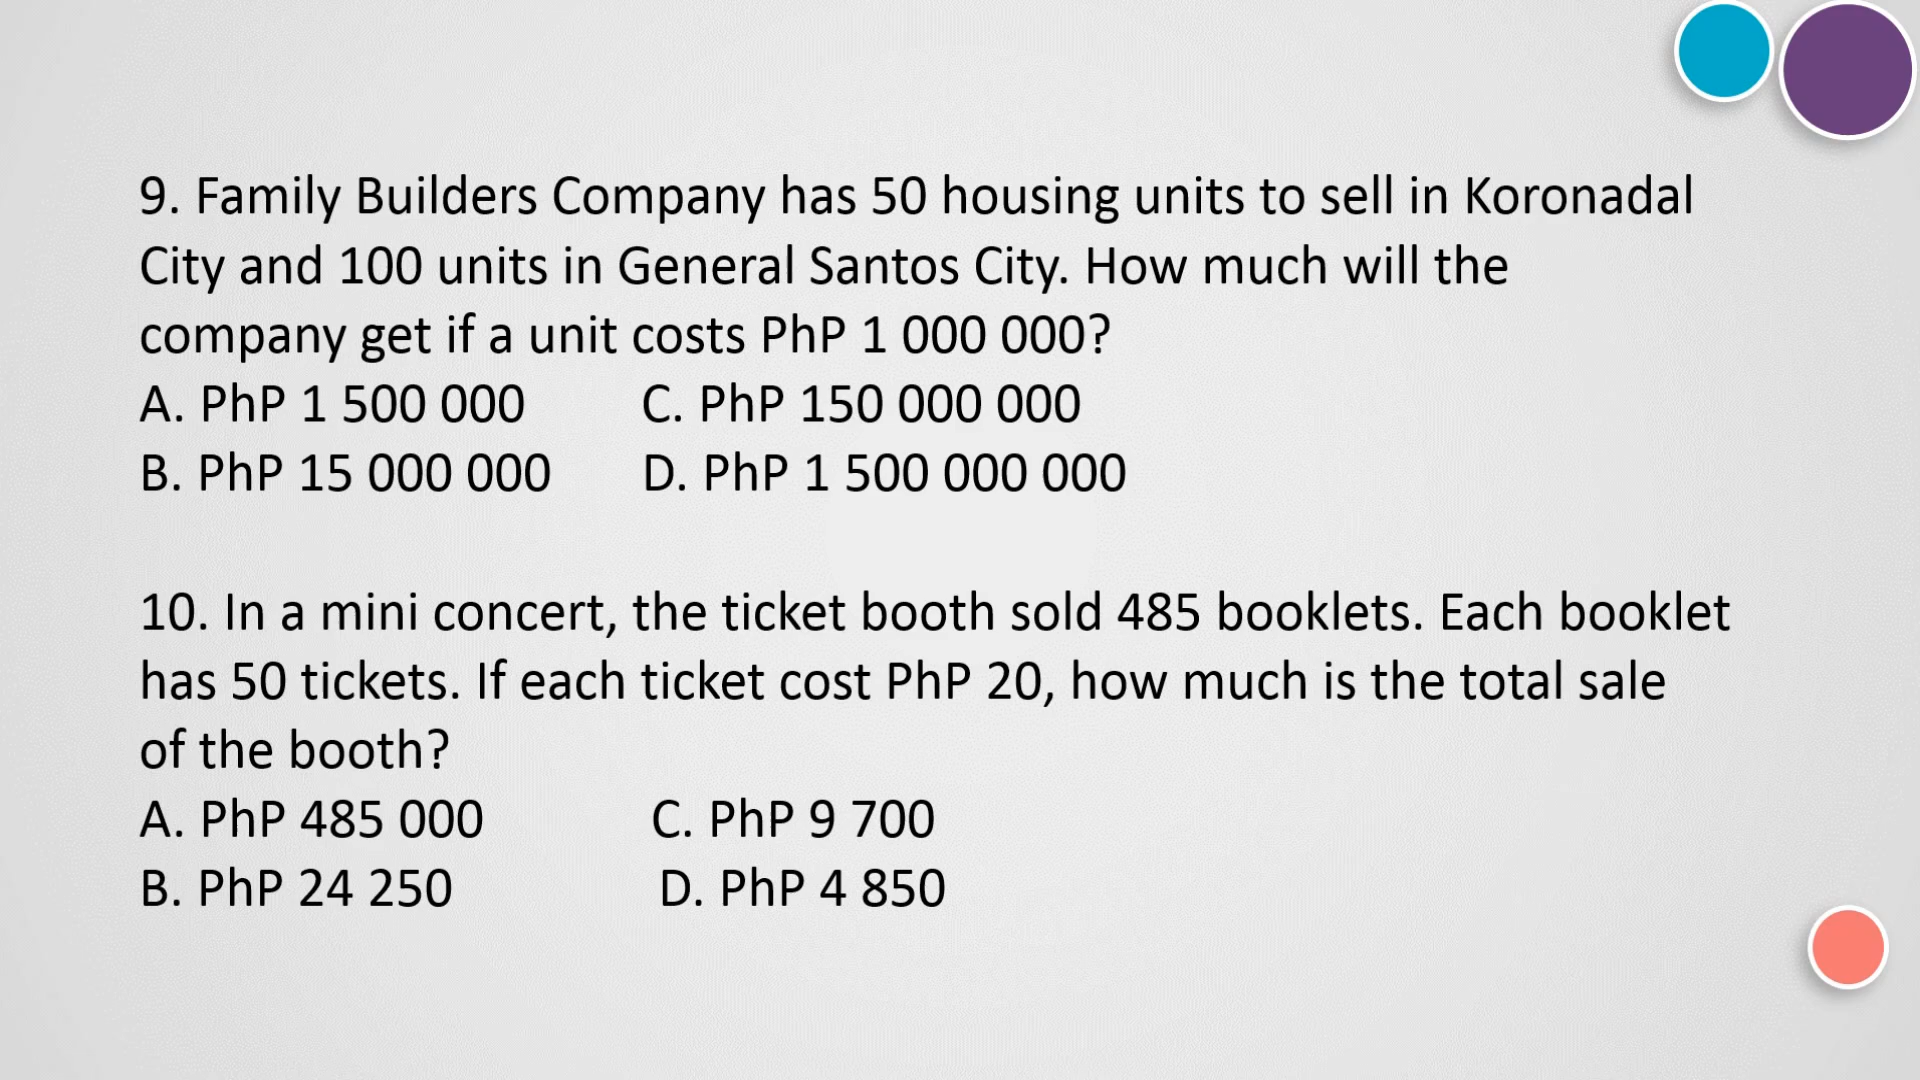 9. Family Builders Company has 50 housing units to sell in Koronadal
City and 100 units in General Santos City. How much will the
company get if a unit costs PhP 1 000 000?
A. PhP 1 500 000 C. PhP 150 000 000
B. PhP 15 000 000 D. PhP 1 500 000 000
10. In a mini concert, the ticket booth sold 485 booklets. Each booklet
has 50 tickets. If each ticket cost PhP 20, how much is the total sale
of the booth?
A. PhP 485 000 C. PhP 9 700
B. PhP 24 250 D. PhP 4 850